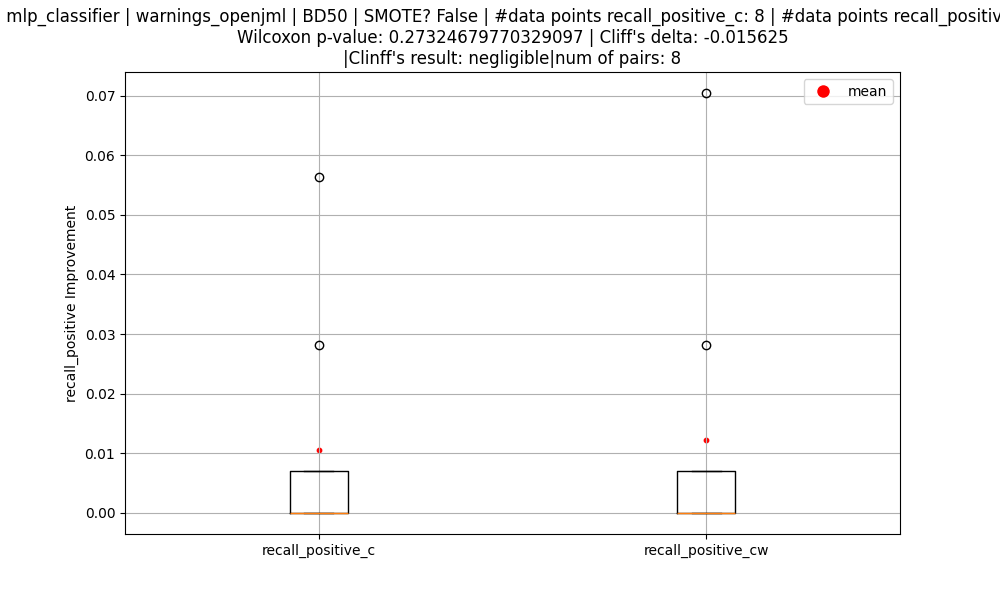 mlp_classifier | warnings_openjml | BD50 | SMOTE? False | #data points recall_positive_c: 8 | #data points recall_positiv
Wilcoxon p-value: 0.27324679770329097 | Cliff's delta: -0.015625
|Clinff's result: negligible|num of pairs: 8
mean
0.07
0.06
0.05
0.04
0.03
0.02
0.01
0.00
recall_positive Improvement
recall_positive_c
recall_positive_cw